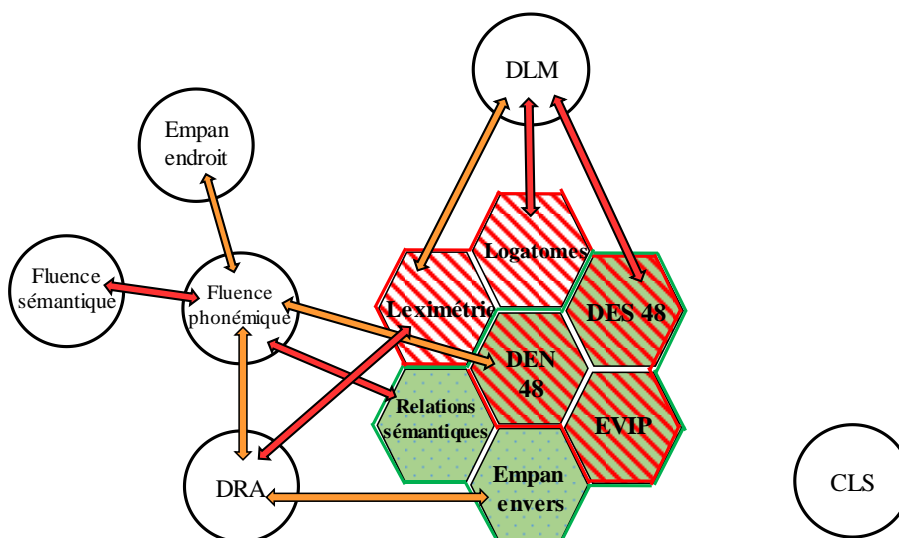 DLM
Empan
endroit
Logatomes
Fluence
sémantique
Fluence
phonémique
Leximétrie
DES 48
DEN
48
Relations
sémantiques
EVIP
DRA
Empan
envers
CLS